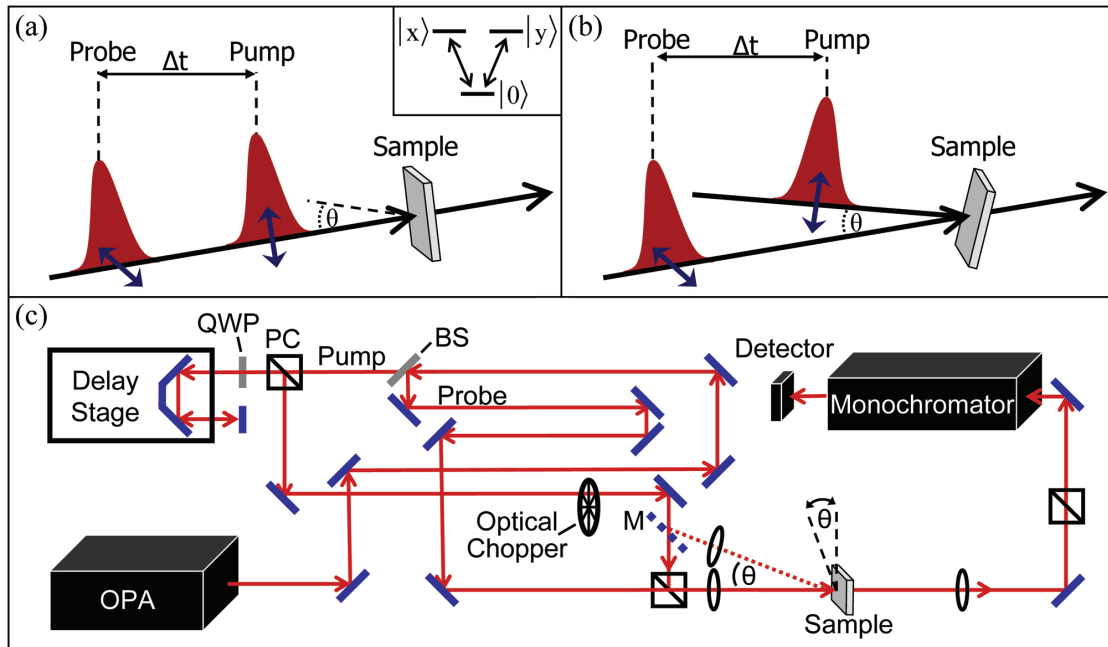 (a)
Probe
Pump
Δt
Sample
θ
|x⟩
|y⟩
|0⟩
(b)
Probe
Pump
Δt
Sample
θ
(c)
QWP
PC
Pump
BS
Detector
Delay
Stage
Probe
Monochromator
Optical
Chopper
M
θ
θ
OPA
Sample